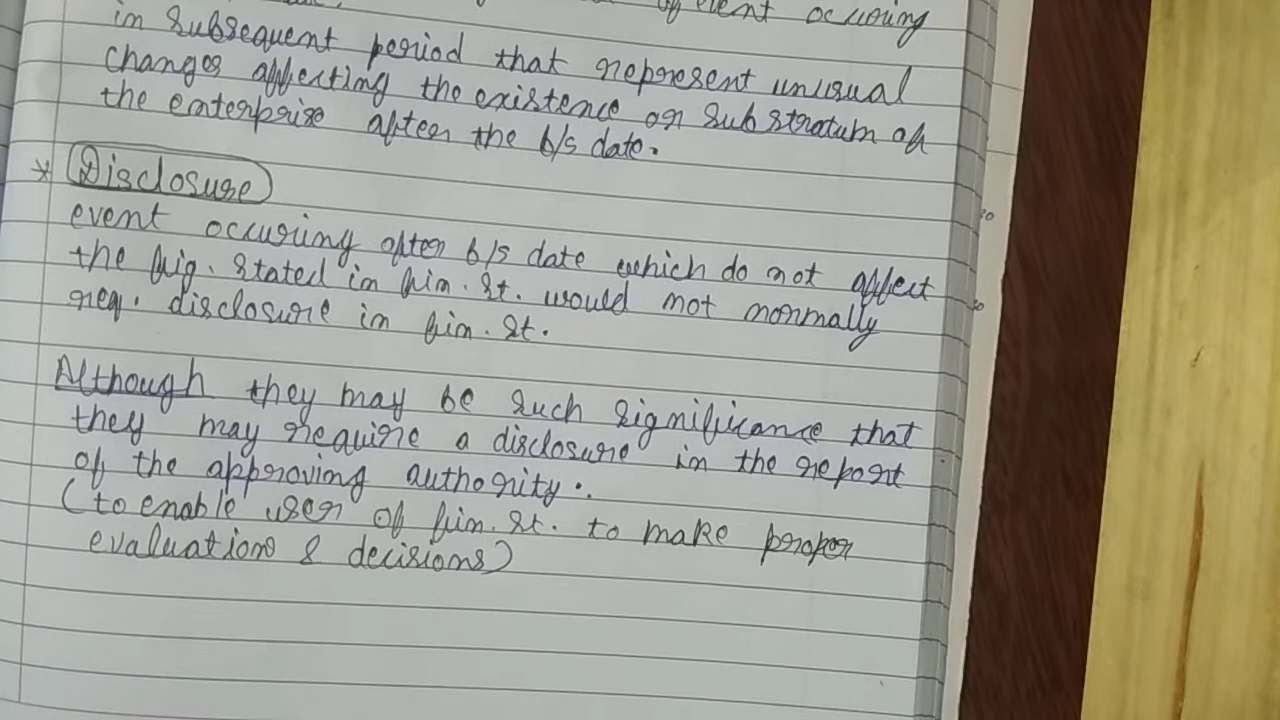 event occuring
in subsequent period that represent unusual
changes affecting the existence or substratum of
the enterprise after the b/s date.
* Disclosure
event occuring after b/s date which do not affect
the fig. stated in fin. st. would not normally
req. disclosure in fin. st.
Although they may be such significance that
they may require a disclosure in the report
of the approving authority.
(to enable user of fin. st. to make proper
evaluations & decisions)